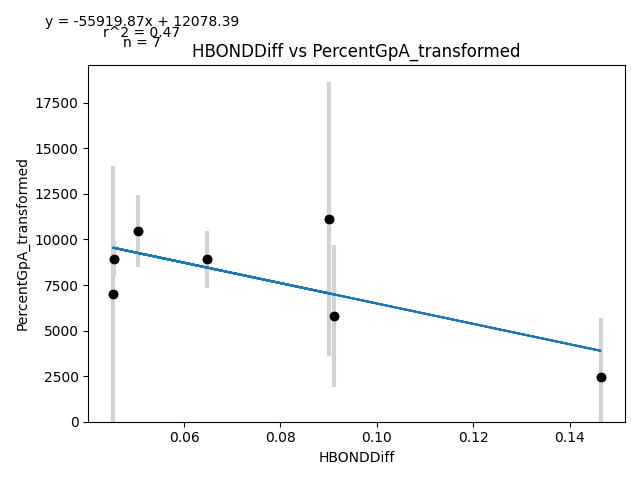 y = -55919.87x + 12078.39
r^2 = 0.47
n = 7
HBONDDiff vs PercentGpA_transformed
17500
15000
12500
10000
7500
5000
2500
0
PercentGpA_transformed
0.06
0.08
0.10
0.12
0.14
HBONDDiff